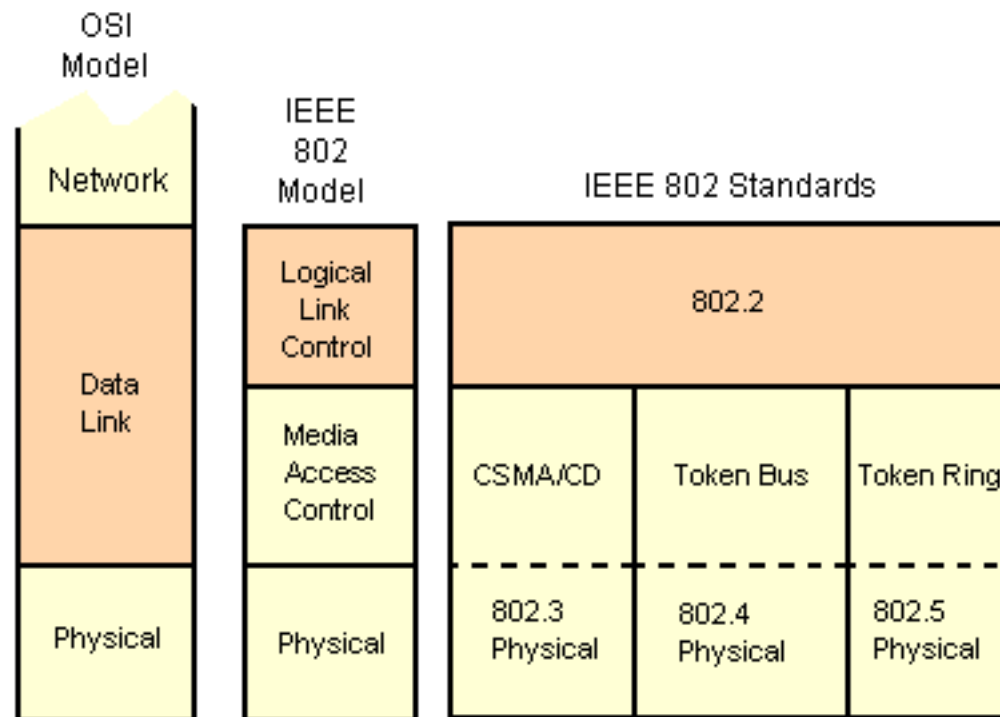 OSI
Model
Network
Data
Link
Physical
IEEE
802
Model
Logical
Link
Control
Media
Access
Control
Physical
IEEE 802 Standards
802.2
CSMA/CD
Token Bus
Token Ring
802.3
Physical
802.4
Physical
802.5
Physical